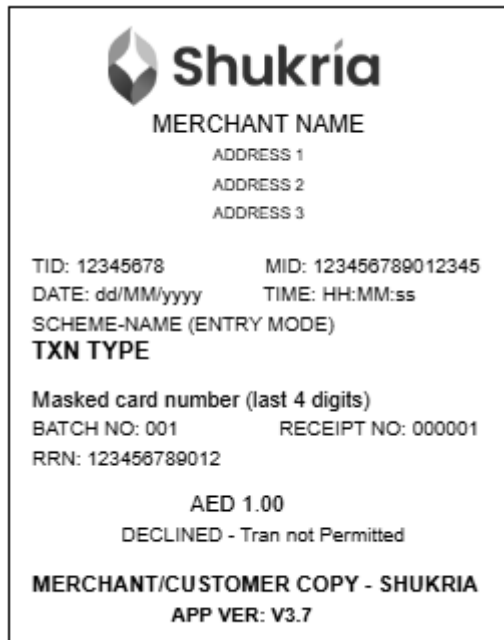 Shukría
MERCHANT NAME
ADDRESS 1
ADDRESS 2
ADDRESS 3
TID: 12345678 MID: 123456789012345
DATE: dd/MM/yyyy TIME: HH:MM:ss
SCHEME-NAME (ENTRY MODE)
TXN TYPE
Masked card number (last 4 digits)
BATCH NO: 001 RECEIPT NO: 000001
RRN: 123456789012
AED 1.00
DECLINED - Tran not Permitted
MERCHANT/CUSTOMER COPY - SHUKRIA
APP VER: V3.7